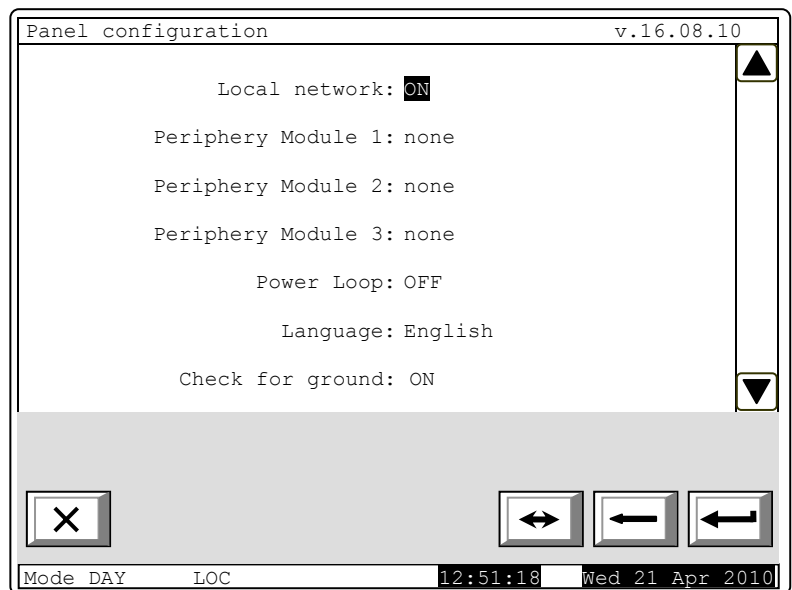 Panel configuration v.16.08.10
Local network: ON
Periphery Module 1: none
Periphery Module 2: none
Periphery Module 3: none
Power Loop: OFF
Language: English
Check for ground: ON
Mode DAY LOC 12:51:18 Wed 21 Apr 2010